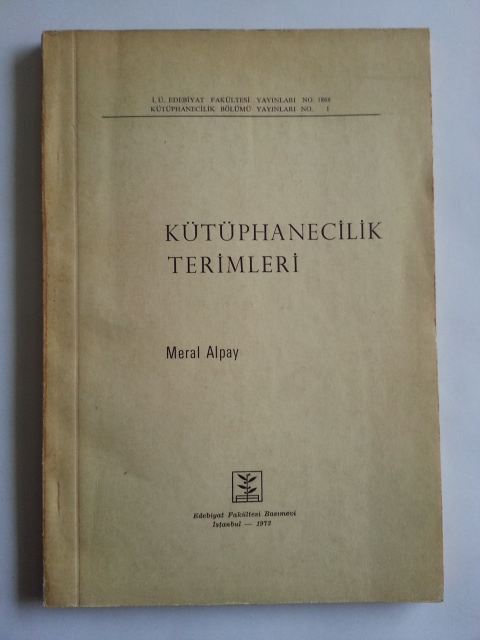 İ. Ü. EDEBİYAT FAKÜLTESİ YAYINLARI NO. 1868
KÜTÜPHANECİLİK BÖLÜMÜ YAYINLARI NO. 1
KÜTÜPHANECİLİK
TERİMLERİ
Meral Alpay
Edebiyat Fakültesi Basımevi
İstanbul — 1973